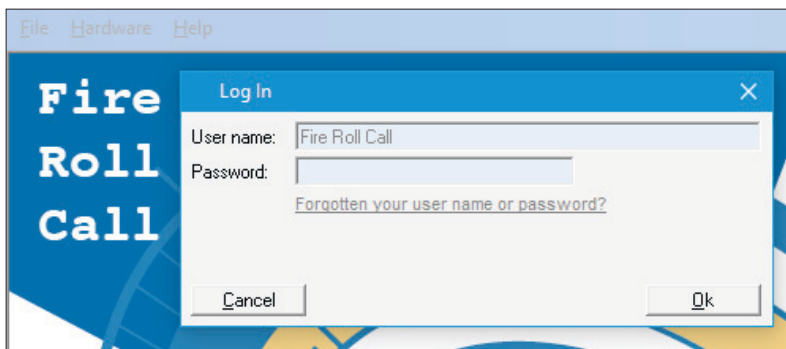 File Hardware Help
Fire
Roll
Call
Log In
User name: Fire Roll Call
Password:
Forgotten your user name or password?
Cancel Ok